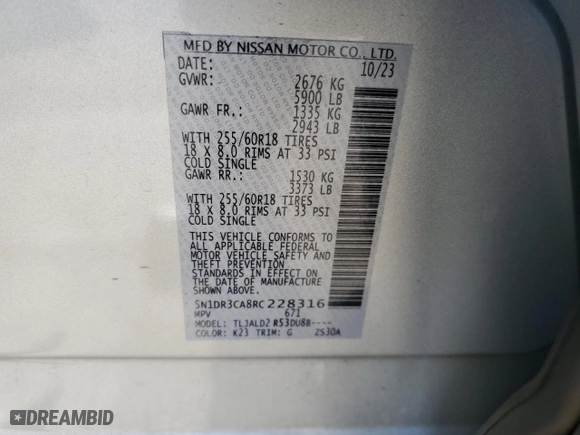 MFD BY NISSAN MOTOR CO., LTD.
DATE: 10/23
GVWR: 2676 KG
5900 LB
GAWR FR.: 1335 KG
2943 LB
WITH 255/60R18 TIRES
18 X 8.0 RIMS AT 33 PSI
COLD SINGLE
GAWR RR.: 1530 KG
3373 LB
WITH 255/60R18 TIRES
18 X 8.0 RIMS AT 33 PSI
COLD SINGLE
THIS VEHICLE CONFORMS TO
ALL APPLICABLE FEDERAL
MOTOR VEHICLE SAFETY AND
THEFT PREVENTION
STANDARDS IN EFFECT ON
THE DATE OF MANUFACTURE
SHOWN ABOVE.
5N1DR3CA8RC228316
MPV 671
MODEL: TLJALD2 R53DU8B----
COLOR: K23 TRIM: G ZS30A
DREAMBID